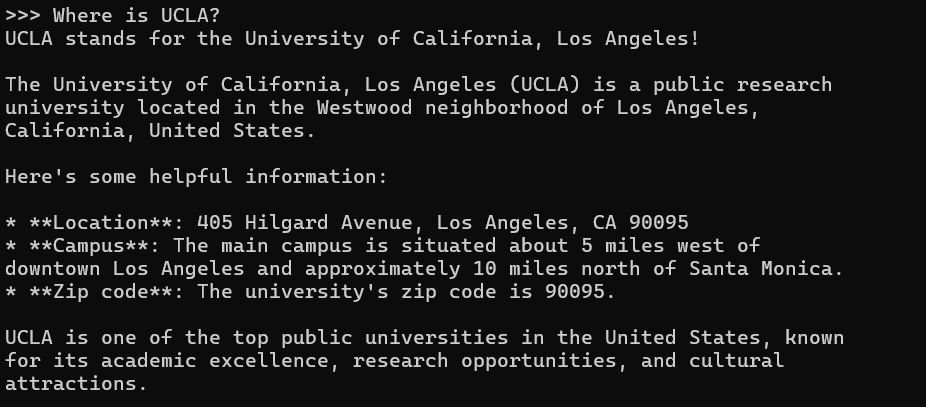 >>> Where is UCLA?
UCLA stands for the University of California, Los Angeles!
The University of California, Los Angeles (UCLA) is a public research
university located in the Westwood neighborhood of Los Angeles,
California, United States.
Here's some helpful information:
* **Location**: 405 Hilgard Avenue, Los Angeles, CA 90095
* **Campus**: The main campus is situated about 5 miles west of
downtown Los Angeles and approximately 10 miles north of Santa Monica.
* **Zip code**: The university's zip code is 90095.
UCLA is one of the top public universities in the United States, known
for its academic excellence, research opportunities, and cultural
attractions.